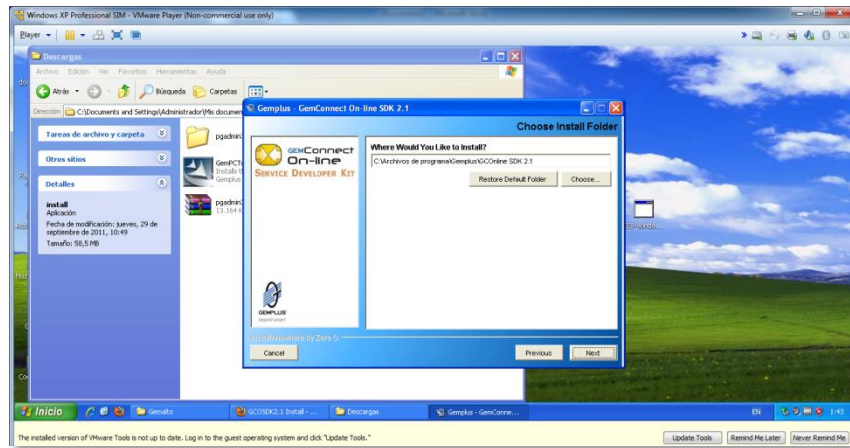 Windows XP Professional SIM - VMware Player (Non-commercial use only)
Player
Descargas
Archivo Edición Ver Favoritos Herramientas Ayuda
Atrás
Búsqueda
Carpetas
Dirección
C:\Documents and Settings\Administrador\Mis documen
Tareas de archivo y carpeta
Otros sitios
Detalles
install
Aplicación
Fecha de modificación: jueves, 29 de
septiembre de 2011, 10:49
Tamaño: 58,5 MB
pgadmin
GemPCT
Installs t
Gemplus
pgadmin
13.164 K
Gemplus - GemConnect On-line SDK 2.1
Choose Install Folder
GEMConnect
On-line
SERVICE DEVELOPER KIT
GEMPLUS
Where Would You Like to Install?
C:\Archivos de programa\Gemplus\GCOnline SDK 2.1
Restore Default Folder
Choose...
InstallAnywhere by Zero G
Cancel
Previous
Next
Inicio
Gemalto
GCOSDK2.1 Install - ...
Descargas
Gemplus - GemConne...
EN
1:43
The installed version of VMware Tools is not up to date. Log in to the guest operating system and click "Update Tools."
Update Tools
Remind Me Later
Never Remind Me